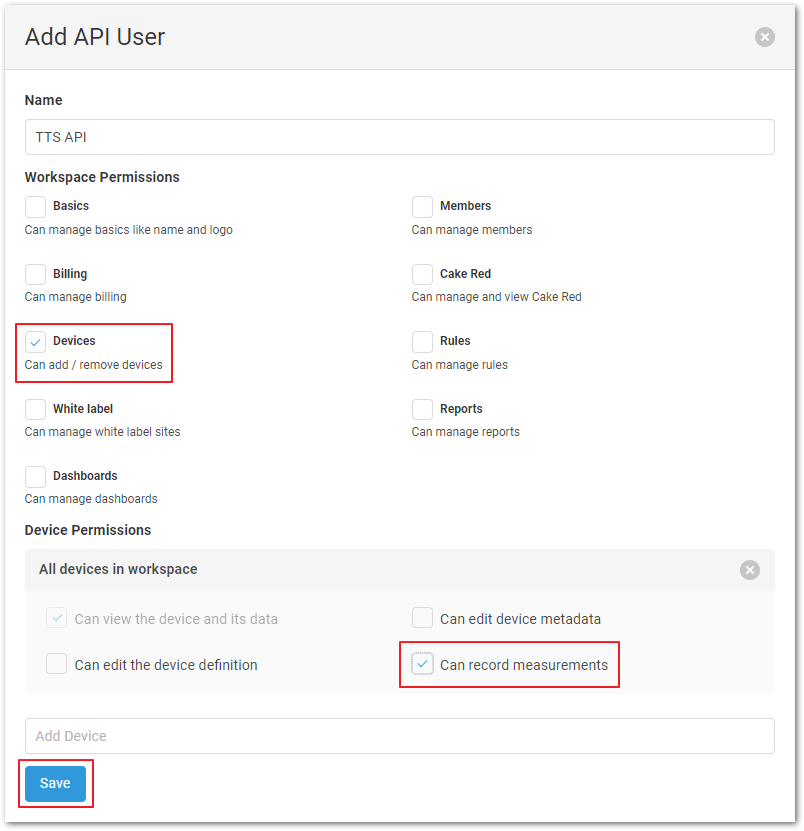 Add API User
Name
TTS API
Workspace Permissions
Basics
Can manage basics like name and logo
Members
Can manage members
Billing
Can manage billing
Cake Red
Can manage and view Cake Red
Devices
Can add / remove devices
Rules
Can manage rules
White label
Can manage white label sites
Reports
Can manage reports
Dashboards
Can manage dashboards
Device Permissions
All devices in workspace
Can view the device and its data
Can edit device metadata
Can edit the device definition
Can record measurements
Add Device
Save